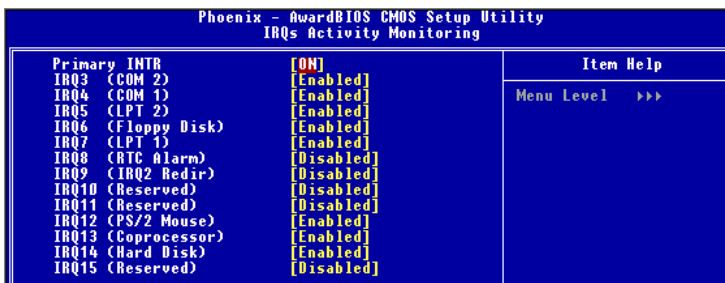 Phoenix - AwardBIOS CMOS Setup Utility
IRQs Activity Monitoring
Primary INTR [ON]
IRQ3 (COM 2) [Enabled]
IRQ4 (COM 1) [Enabled]
IRQ5 (LPT 2) [Enabled]
IRQ6 (Floppy Disk) [Enabled]
IRQ7 (LPT 1) [Enabled]
IRQ8 (RTC Alarm) [Disabled]
IRQ9 (IRQ2 Redir) [Disabled]
IRQ10 (Reserved) [Disabled]
IRQ11 (Reserved) [Disabled]
IRQ12 (PS/2 Mouse) [Enabled]
IRQ13 (Coprocessor) [Enabled]
IRQ14 (Hard Disk) [Enabled]
IRQ15 (Reserved) [Disabled]
Item Help
Menu Level ▸▸▸